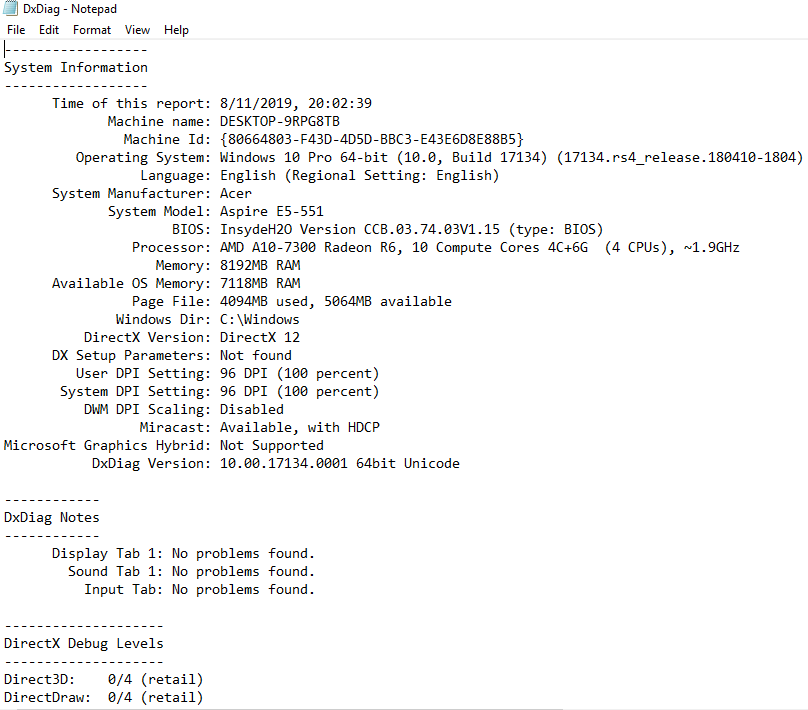 DxDiag - Notepad
File Edit Format View Help
------------------
System Information
------------------
      Time of this report: 8/11/2019, 20:02:39
             Machine name: DESKTOP-9RPG8TB
               Machine Id: {80664803-F43D-4D5D-BBC3-E43E6D8E88B5}
         Operating System: Windows 10 Pro 64-bit (10.0, Build 17134) (17134.rs4_release.180410-1804)
                 Language: English (Regional Setting: English)
      System Manufacturer: Acer
             System Model: Aspire E5-551
                     BIOS: InsydeH2O Version CCB.03.74.03V1.15 (type: BIOS)
                Processor: AMD A10-7300 Radeon R6, 10 Compute Cores 4C+6G  (4 CPUs), ~1.9GHz
                   Memory: 8192MB RAM
      Available OS Memory: 7118MB RAM
                Page File: 4094MB used, 5064MB available
              Windows Dir: C:\Windows
          DirectX Version: DirectX 12
      DX Setup Parameters: Not found
         User DPI Setting: 96 DPI (100 percent)
       System DPI Setting: 96 DPI (100 percent)
          DWM DPI Scaling: Disabled
                 Miracast: Available, with HDCP
Microsoft Graphics Hybrid: Not Supported
           DxDiag Version: 10.00.17134.0001 64bit Unicode
------------
DxDiag Notes
------------
      Display Tab 1: No problems found.
        Sound Tab 1: No problems found.
          Input Tab: No problems found.
--------------------
DirectX Debug Levels
--------------------
Direct3D:    0/4 (retail)
DirectDraw:  0/4 (retail)